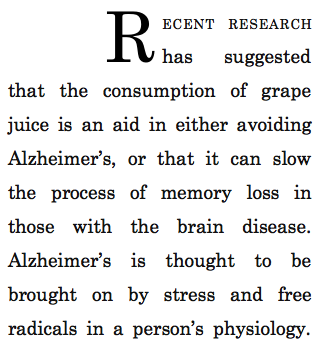 RECENT RESEARCH
has suggested
that the consumption of grape
juice is an aid in either avoiding
Alzheimer’s, or that it can slow
the process of memory loss in
those with the brain disease.
Alzheimer’s is thought to be
brought on by stress and free
radicals in a person’s physiology.